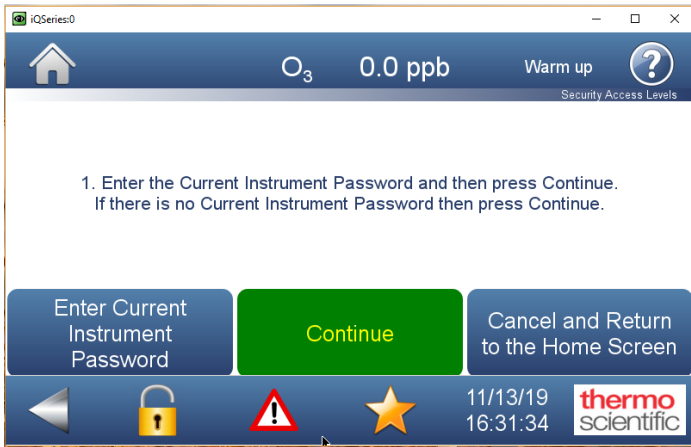 iQSeries:0
O₃ 0.0 ppb Warm up ?
Security Access Levels
1. Enter the Current Instrument Password and then press Continue.
If there is no Current Instrument Password then press Continue.
Enter Current
Instrument
Password
Continue
Cancel and Return
to the Home Screen
11/13/19
16:31:34
thermo
scientific